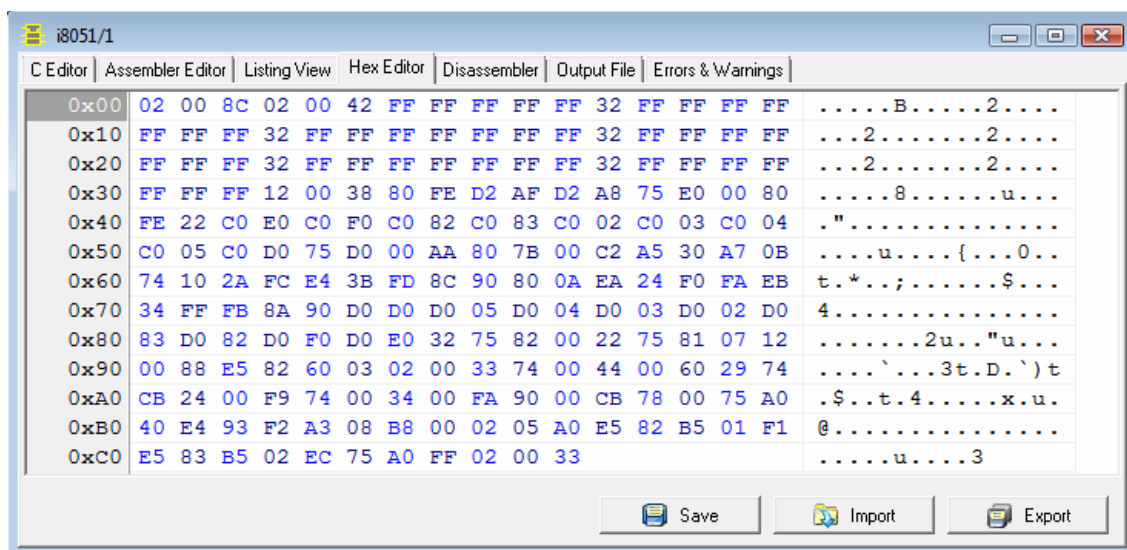 i8051/1
C Editor Assembler Editor Listing View Hex Editor Disassembler Output File Errors & Warnings
0x00 02 00 8C 02 00 42 FF FF FF FF FF 32 FF FF FF FF .....B.....2....
0x10 FF FF FF 32 FF FF FF FF FF FF FF 32 FF FF FF FF ...2.......2....
0x20 FF FF FF 32 FF FF FF FF FF FF FF 32 FF FF FF FF ...2.......2....
0x30 FF FF FF 12 00 38 80 FE D2 AF D2 A8 75 E0 00 80 .....8......u...
0x40 FE 22 C0 E0 C0 F0 C0 82 C0 83 C0 02 C0 03 C0 04 ."..............
0x50 C0 05 C0 D0 75 D0 00 AA 80 7B 00 C2 A5 30 A7 0B ....u....{...0..
0x60 74 10 2A FC E4 3B FD 8C 90 80 0A EA 24 F0 FA EB t.*..;......$...
0x70 34 FF FB 8A 90 D0 D0 D0 05 D0 04 D0 03 D0 02 D0 4...............
0x80 83 D0 82 D0 F0 D0 E0 32 75 82 00 22 75 81 07 12 .......2u.."u...
0x90 00 88 E5 82 60 03 02 00 33 74 00 44 00 60 29 74 ....`...3t.D.`)t
0xA0 CB 24 00 F9 74 00 34 00 FA 90 00 CB 78 00 75 A0 .$..t.4.....x.u.
0xB0 40 E4 93 F2 A3 08 B8 00 02 05 A0 E5 82 B5 01 F1 @...............
0xC0 E5 83 B5 02 EC 75 A0 FF 02 00 33 .....u....3
Save Import Export